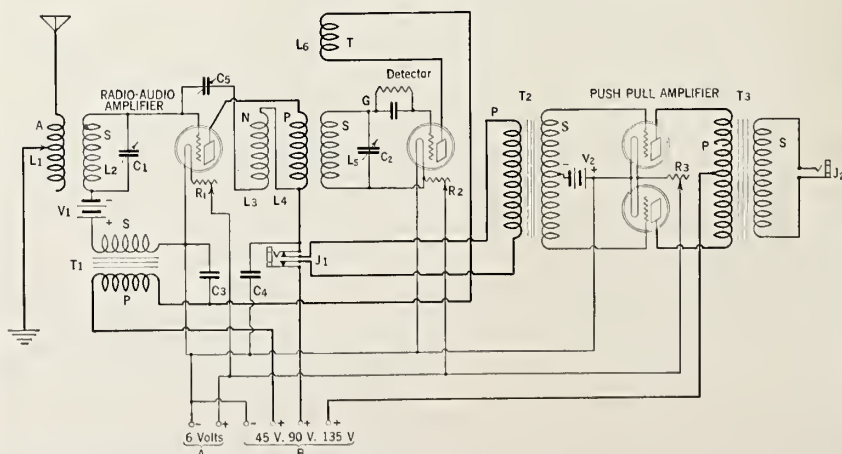 L6
T
C5
RADIO-AUDIO
AMPLIFIER
Detector
G
PUSH PULL AMPLIFIER
T2
T3
A
L1
S
L2
C1
N
P
S
L5
C2
P
S
V2
- +
P
S
R1
L3
L4
R2
R3
J2
V1
-
+
S
T1
P
C3
C4
J1
- + - + + +
6 Volts 45 V. 90 V. 135 V
A B